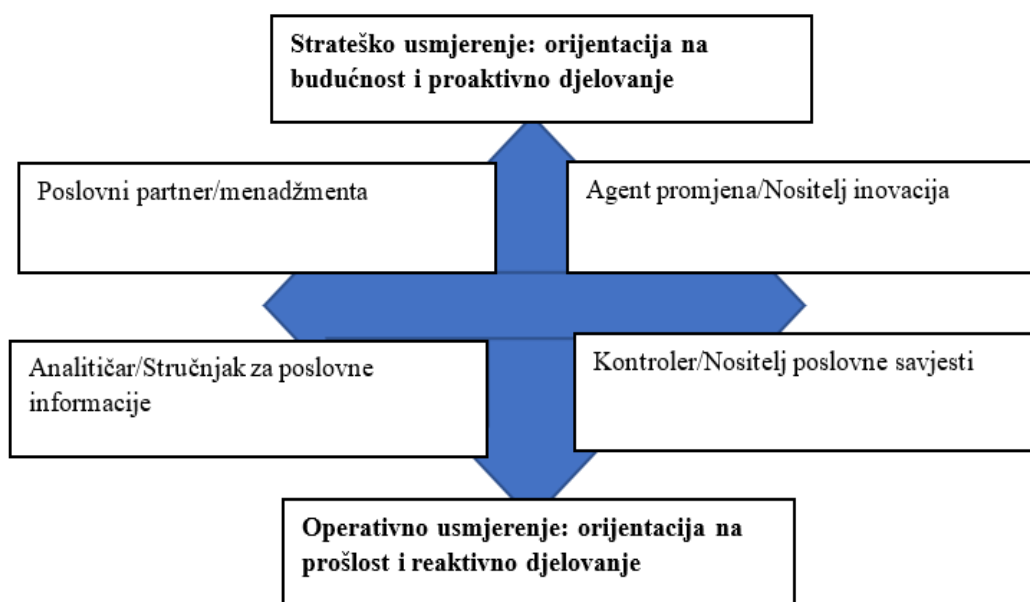 Strateško usmjerenje: orijentacija na
budućnost i proaktivno djelovanje
Poslovni partner/menadžmenta
Agent promjena/Nositelj inovacija
Analitičar/Stručnjak za poslovne
informacije
Kontroler/Nositelj poslovne savjesti
Operativno usmjerenje: orijentacija na
prošlost i reaktivno djelovanje